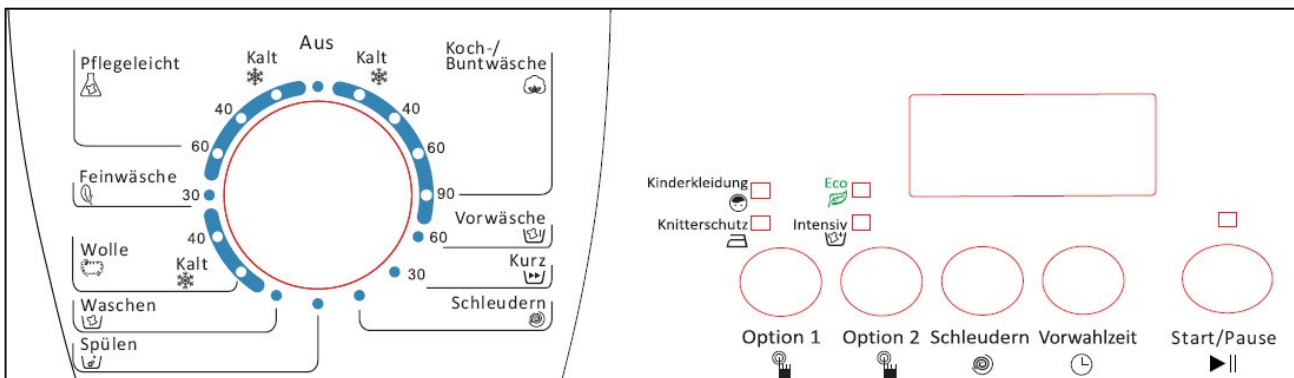 Aus
Pflegeleicht
Kalt
40
60
Feinwäsche
30
Wolle
40
Kalt
Waschen
Spülen
Kalt
Koch-/
Buntwäsche
40
60
90
Vorwäsche
60
Kurz
30
Schleudern
Kinderkleidung
Eco
Knitterschutz
Intensiv
Option 1
Option 2
Schleudern
Vorwahlzeit
Start/Pause